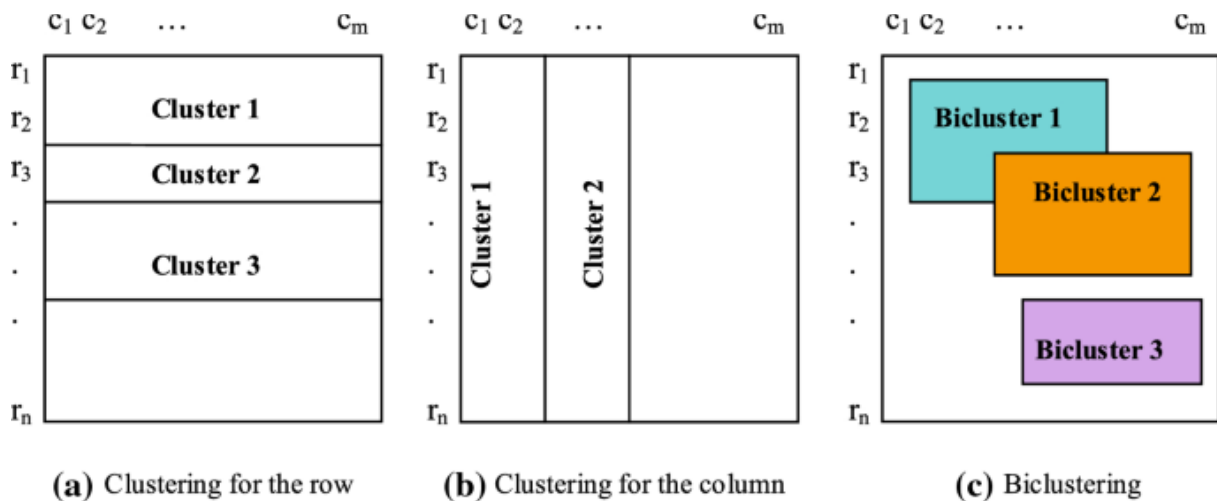 c1 c2 … cm
r1
r2
r3
.
.
.
rn
Cluster 1
Cluster 2
Cluster 3
(a) Clustering for the row
c1 c2 … cm
r1
r2
r3
.
.
.
rn
Cluster 1
Cluster 2
(b) Clustering for the column
c1 c2 … cm
r1
r2
r3
.
.
.
rn
Bicluster 1
Bicluster 2
Bicluster 3
(c) Biclustering